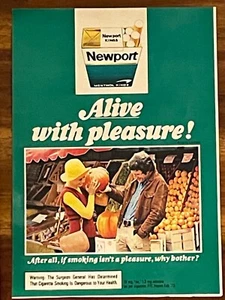 Newport
KINGS
Newport
MENTHOL KINGS
Alive
with pleasure!
After all, if smoking isn't a pleasure, why bother?
Warning: The Surgeon General Has Determined
That Cigarette Smoking Is Dangerous to Your Health.